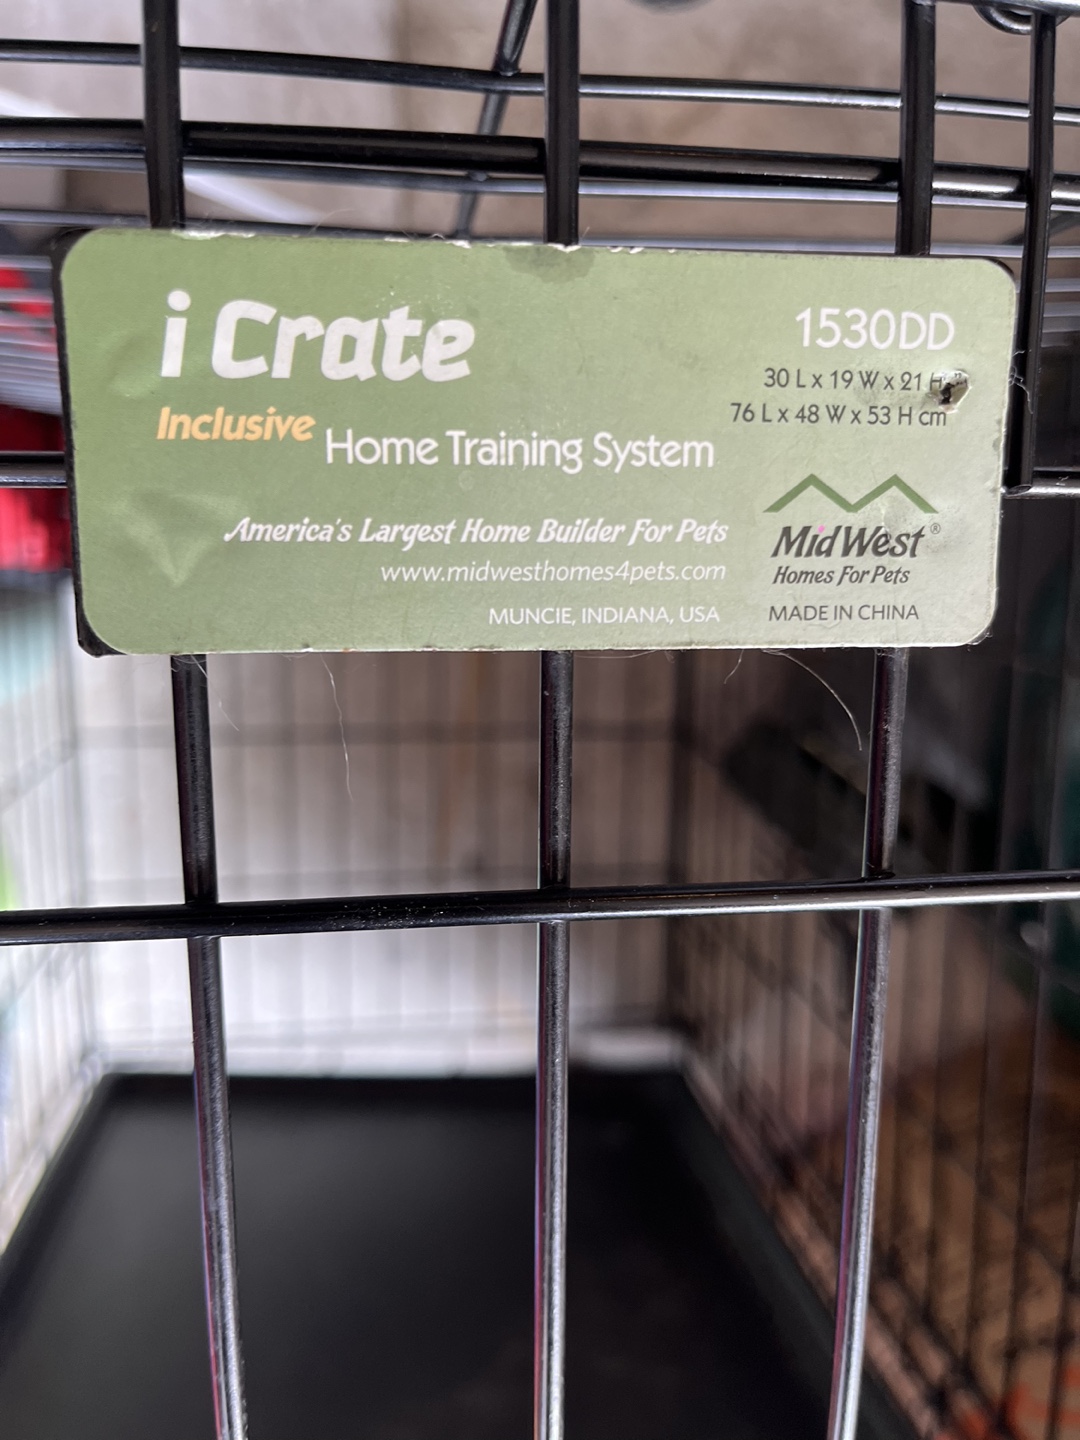 i Crate
Inclusive
Home Training System
America's Largest Home Builder For Pets
www.midwesthomes4pets.com
MUNCIE, INDIANA, USA
1530DD
30 L x 19 W x 21 H"
76 L x 48 W x 53 H cm
MidWest®
Homes For Pets
MADE IN CHINA